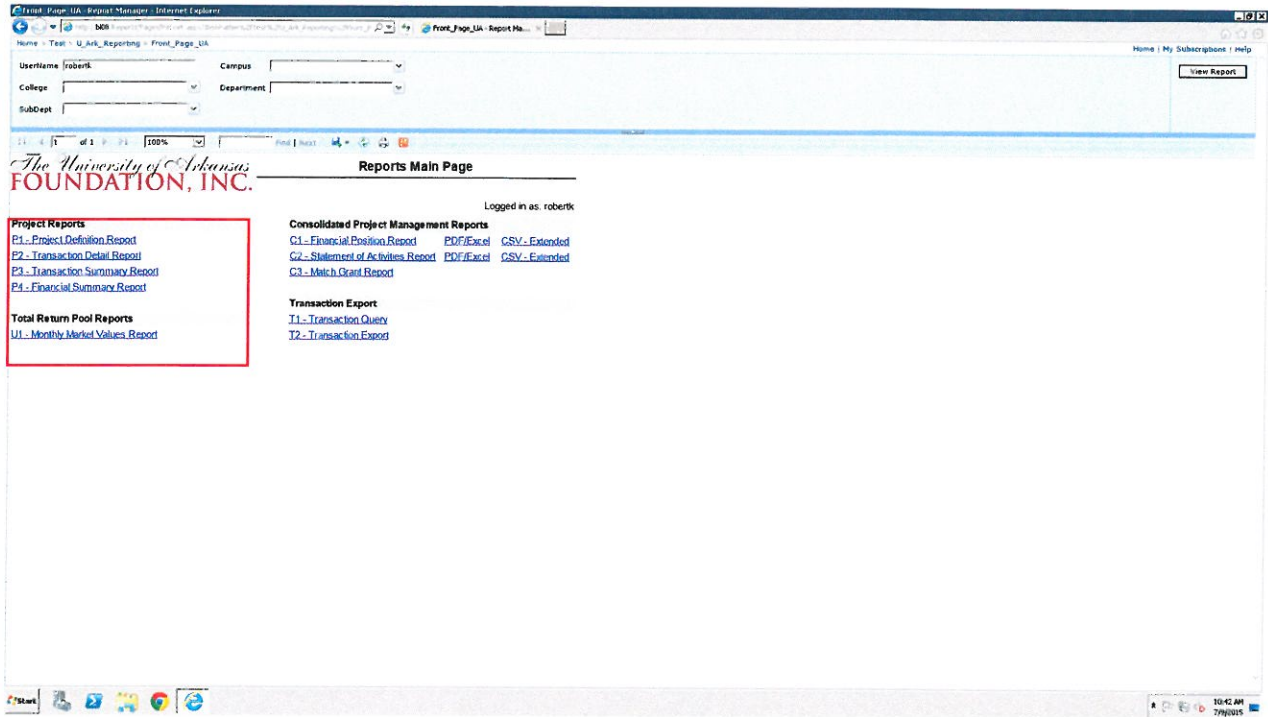 Front_Page_UA - Report Manager - Internet Explorer
Front_Page_UA - Report Ma...
Home > Test > U_Ark_Reporting > Front_Page_UA
Home | My Subscriptions | Help
UserName robertk Campus
View Report
College Department
SubDept
1 of 1 100% Find | Next
The University of Arkansas
FOUNDATION, INC.
Reports Main Page
Logged in as. robertk
Project Reports
P1 - Project Definition Report
P2 - Transaction Detail Report
P3 - Transaction Summary Report
P4 - Financial Summary Report
Total Return Pool Reports
U1 - Monthly Market Values Report
Consolidated Project Management Reports
C1 - Financial Position Report PDF/Excel CSV - Extended
C2 - Statement of Activities Report PDF/Excel CSV - Extended
C3 - Match Grant Report
Transaction Export
T1 - Transaction Query
T2 - Transaction Export
Start
10:42 AM
7/9/2015